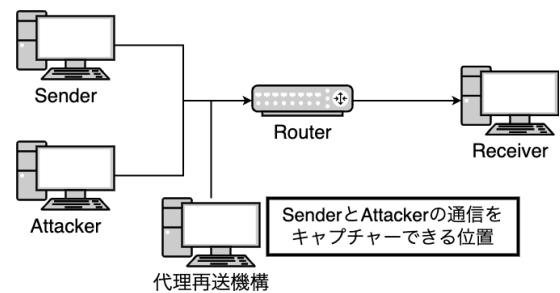 Sender
Router
Receiver
Attacker
SenderとAttackerの通信を
キャプチャーできる位置
代理再送機構